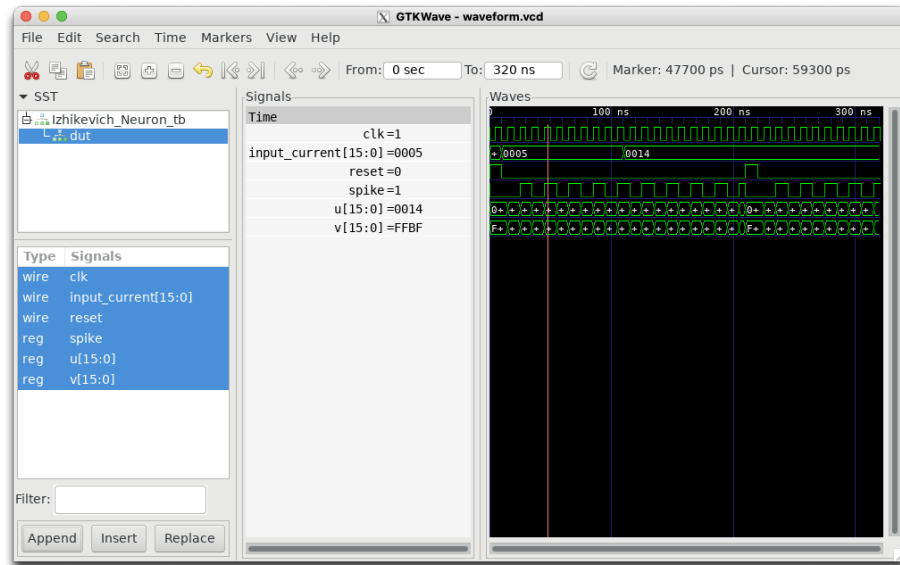 GTKWave - waveform.vcd
File Edit Search Time Markers View Help
From: 0 sec To: 320 ns Marker: 47700 ps | Cursor: 59300 ps
SST
Izhikevich_Neuron_tb
dut
Type Signals
wire clk
wire input_current[15:0]
wire reset
reg spike
reg u[15:0]
reg v[15:0]
Filter:
Append Insert Replace
Signals
Time
clk=1
input_current[15:0]=0005
reset=0
spike=1
u[15:0]=0014
v[15:0]=FFBF
Waves
100 ns 200 ns 300 ns
+ 0005 0014
0+ + + + + + + + + + + + + + + + + + + + 0+ + + + + + + + + + +
F+ + + + + + + + + + + + + + + + + + + + F+ + + + + + + + + + +